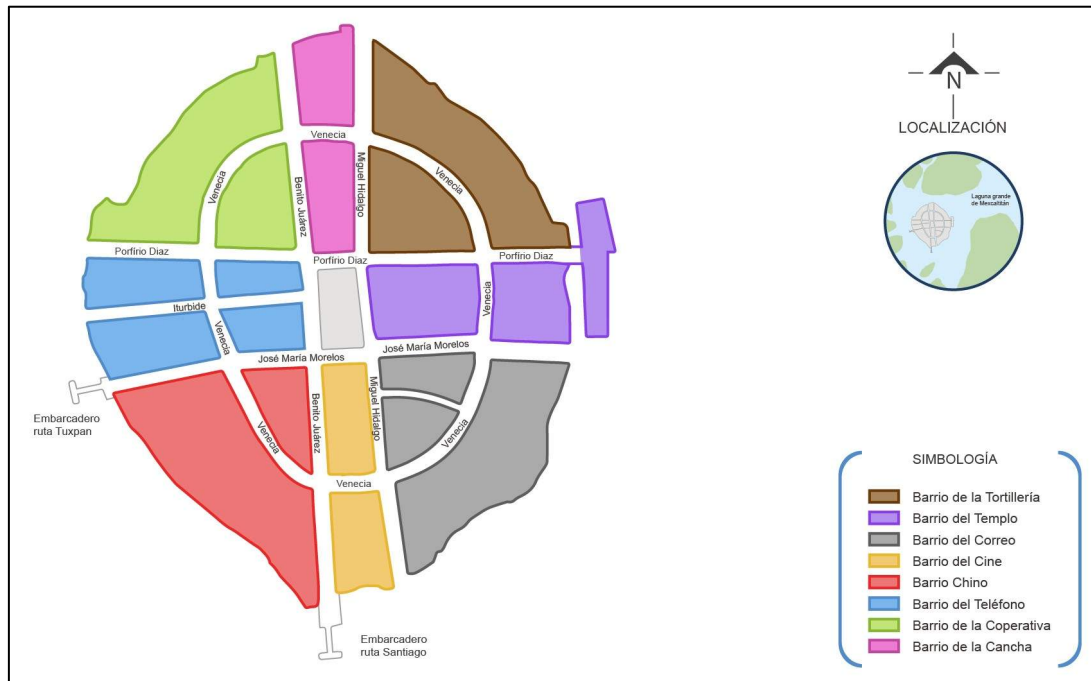 Venecia
Miguel Hidalgo
Venecia
Venecia
Benito Juárez
Porfirio Diaz
Porfirio Diaz
Porfirio Diaz
Iturbide
Venecia
Venecia
José María Morelos
José María Morelos
Embarcadero
ruta Tuxpan
Venecia
Benito Juárez
Miguel Hidalgo
Venecia
Venecia
Embarcadero
ruta Santiago
N
LOCALIZACIÓN
Laguna grande
de Mexcaltitán
SIMBOLOGÍA
Barrio de la Tortillería
Barrio del Templo
Barrio del Correo
Barrio del Cine
Barrio Chino
Barrio del Teléfono
Barrio de la Coperativa
Barrio de la Cancha